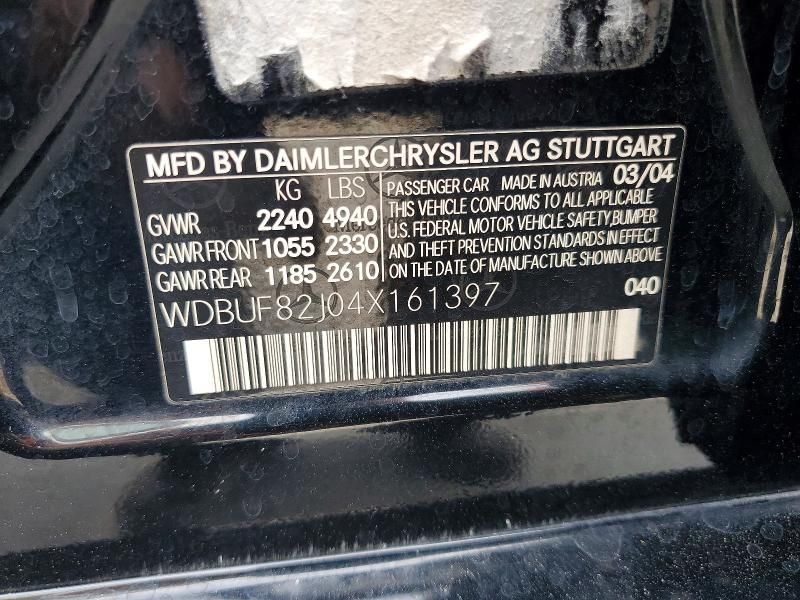 MFD BY DAIMLERCHRYSLER AG STUTTGART
KG LBS
GVWR 2240 4940
GAWR FRONT 1055 2330
GAWR REAR 1185 2610
PASSENGER CAR MADE IN AUSTRIA 03/04
THIS VEHICLE CONFORMS TO ALL APPLICABLE
U.S. FEDERAL MOTOR VEHICLE SAFETY, BUMPER
AND THEFT PREVENTION STANDARDS IN EFFECT
ON THE DATE OF MANUFACTURE SHOWN ABOVE
040
WDBUF82J04X161397